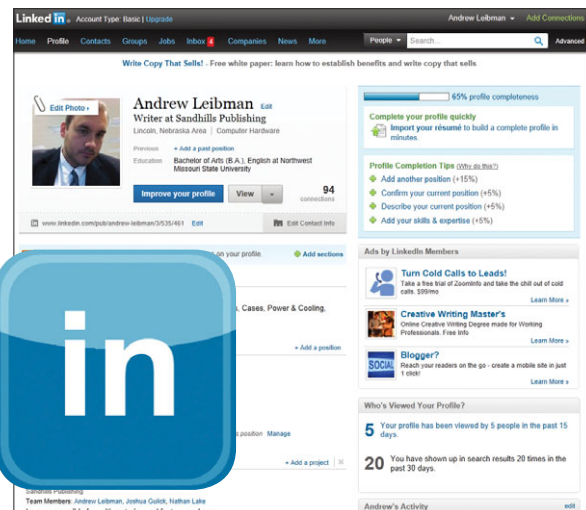 Linked in. Account Type: Basic | Upgrade
Andrew Leibman Add Connections
Home Profile Contacts Groups Jobs Inbox 4 Companies News More
People Search... Advanced
Write Copy That Sells! - Free white paper: learn how to establish benefits and write copy that sells.
Edit Photo
Andrew Leibman Edit
Writer at Sandhills Publishing
Lincoln, Nebraska Area | Computer Hardware
Previous + Add a past position
Education Bachelor of Arts (B.A.), English at Northwest
Missouri State University
Improve your profile View 94
connections
www.linkedin.com/pub/andrew-leibman/3/535/461 Edit Edit Contact Info
on your profile Add sections
s, Cases, Power & Cooling,
+ Add a position
in
position Manage
+ Add a project
Sandhills Publishing
Team Members: Andrew Leibman, Joshua Gulick, Nathan Lake
65% profile completeness
Complete your profile quickly
Import your résumé to build a complete profile in
minutes.
Profile Completion Tips (Why do this?)
Add another position (+15%)
Confirm your current position (+5%)
Describe your current position (+5%)
Add your skills & expertise (+5%)
Ads by LinkedIn Members
Turn Cold Calls to Leads!
Take a free trial of ZoomInfo and take the chill out of cold
calls. $99/mo
Learn More »
Creative Writing Master's
Online Creative Writing Degree made for Working
Professionals. Free Info
Learn More »
SOCIAL
Blogger?
Reach your readers on the go - create a mobile site in just
1 click!
Learn More »
Who's Viewed Your Profile?
5 Your profile has been viewed by 5 people in the past 15
days.
20 You have shown up in search results 20 times in the
past 30 days.
Andrew's Activity edit